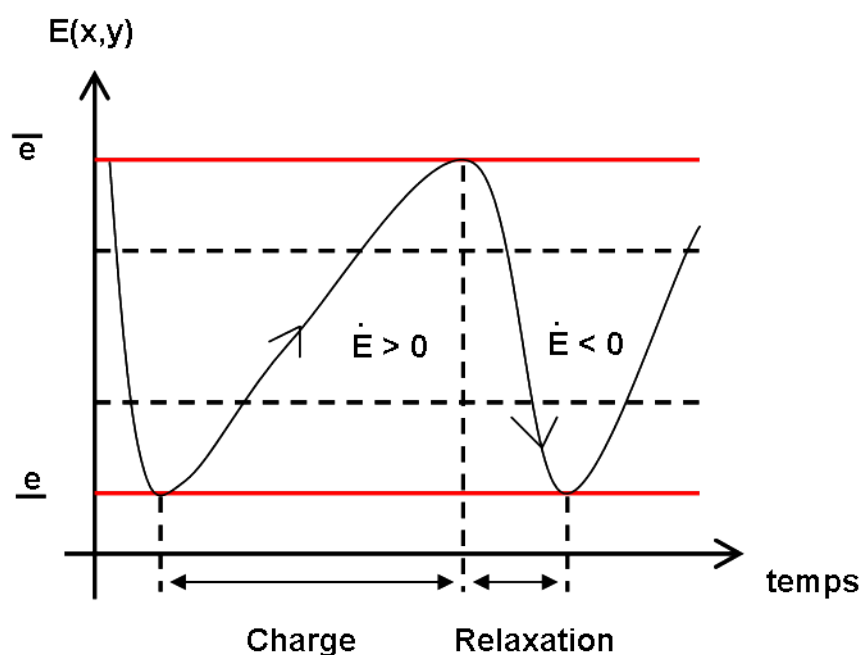 E(x,y)
e̅
Ė > 0
Ė < 0
e̲
temps
Charge
Relaxation